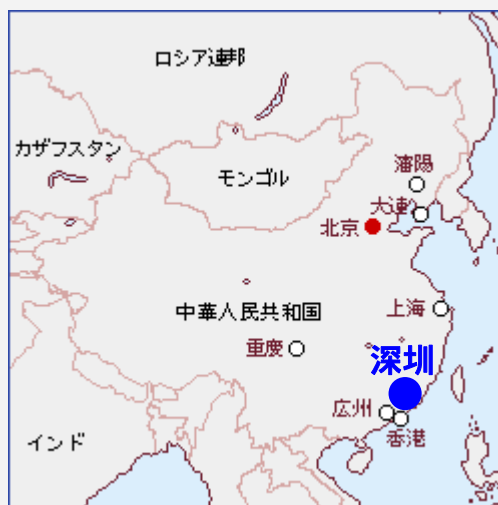 ロシア連邦
カザフスタン
モンゴル
瀋陽
大連
北京
中華人民共和国
上海
重慶
深圳
広州
香港
インド